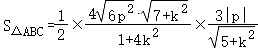 S△ABC=1/2×(4√(6p²)·√(7+k²))/(1+4k²)×(3|p|)/√(5+k²)